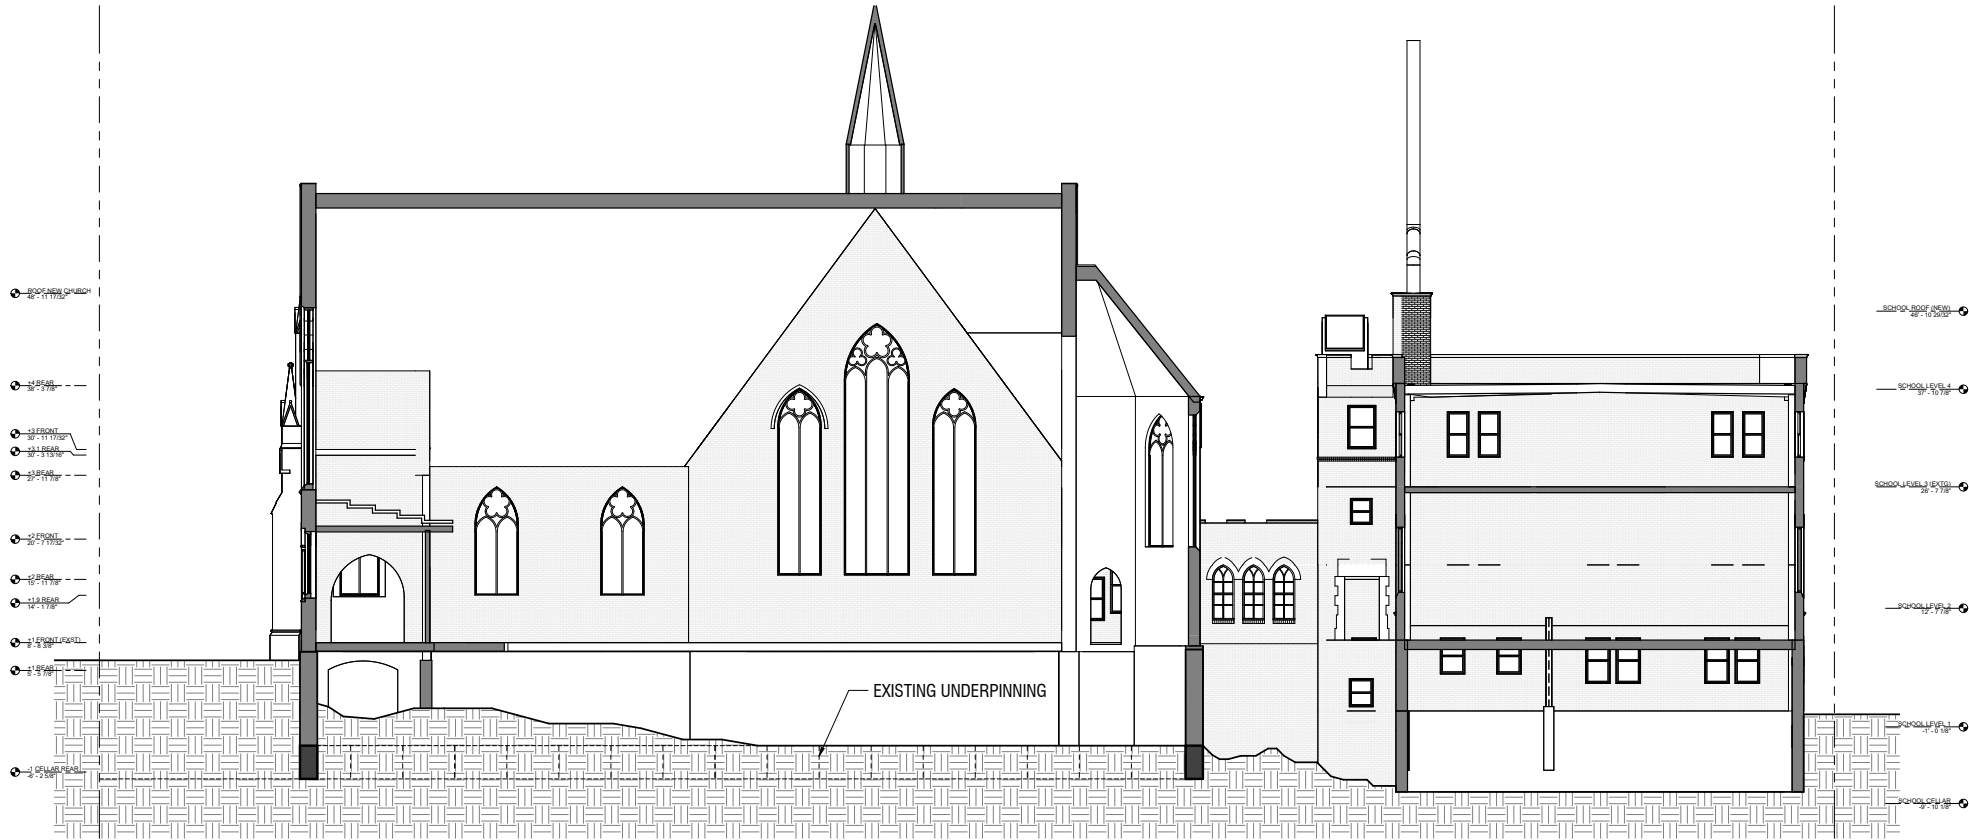 ROOF NEW CHURCH
48' - 11 17/32"
+4 REAR
38' - 3 7/8"
+3 FRONT
30' - 11 17/32"
+3.1 REAR
30' - 3 13/16"
+3 REAR
27' - 11 7/8"
+2 FRONT
20' - 7 17/32"
+2 REAR
15' - 11 7/8"
+1.9 REAR
14' - 1 7/8"
+1 FRONT (EXST)
8' - 8 3/8"
+1 REAR
5' - 5 7/8"
-1 CELLAR REAR
-6' - 2 5/8"
EXISTING UNDERPINNING
SCHOOL ROOF (NEW)
46' - 10 29/32"
SCHOOL LEVEL 4
37' - 10 7/8"
SCHOOL LEVEL 3 (EXTG)
26' - 7 7/8"
SCHOOL LEVEL 2
12' - 7 7/8"
SCHOOL LEVEL 1
-1' - 0 1/8"
SCHOOL CELLAR
-9' - 10 1/8"